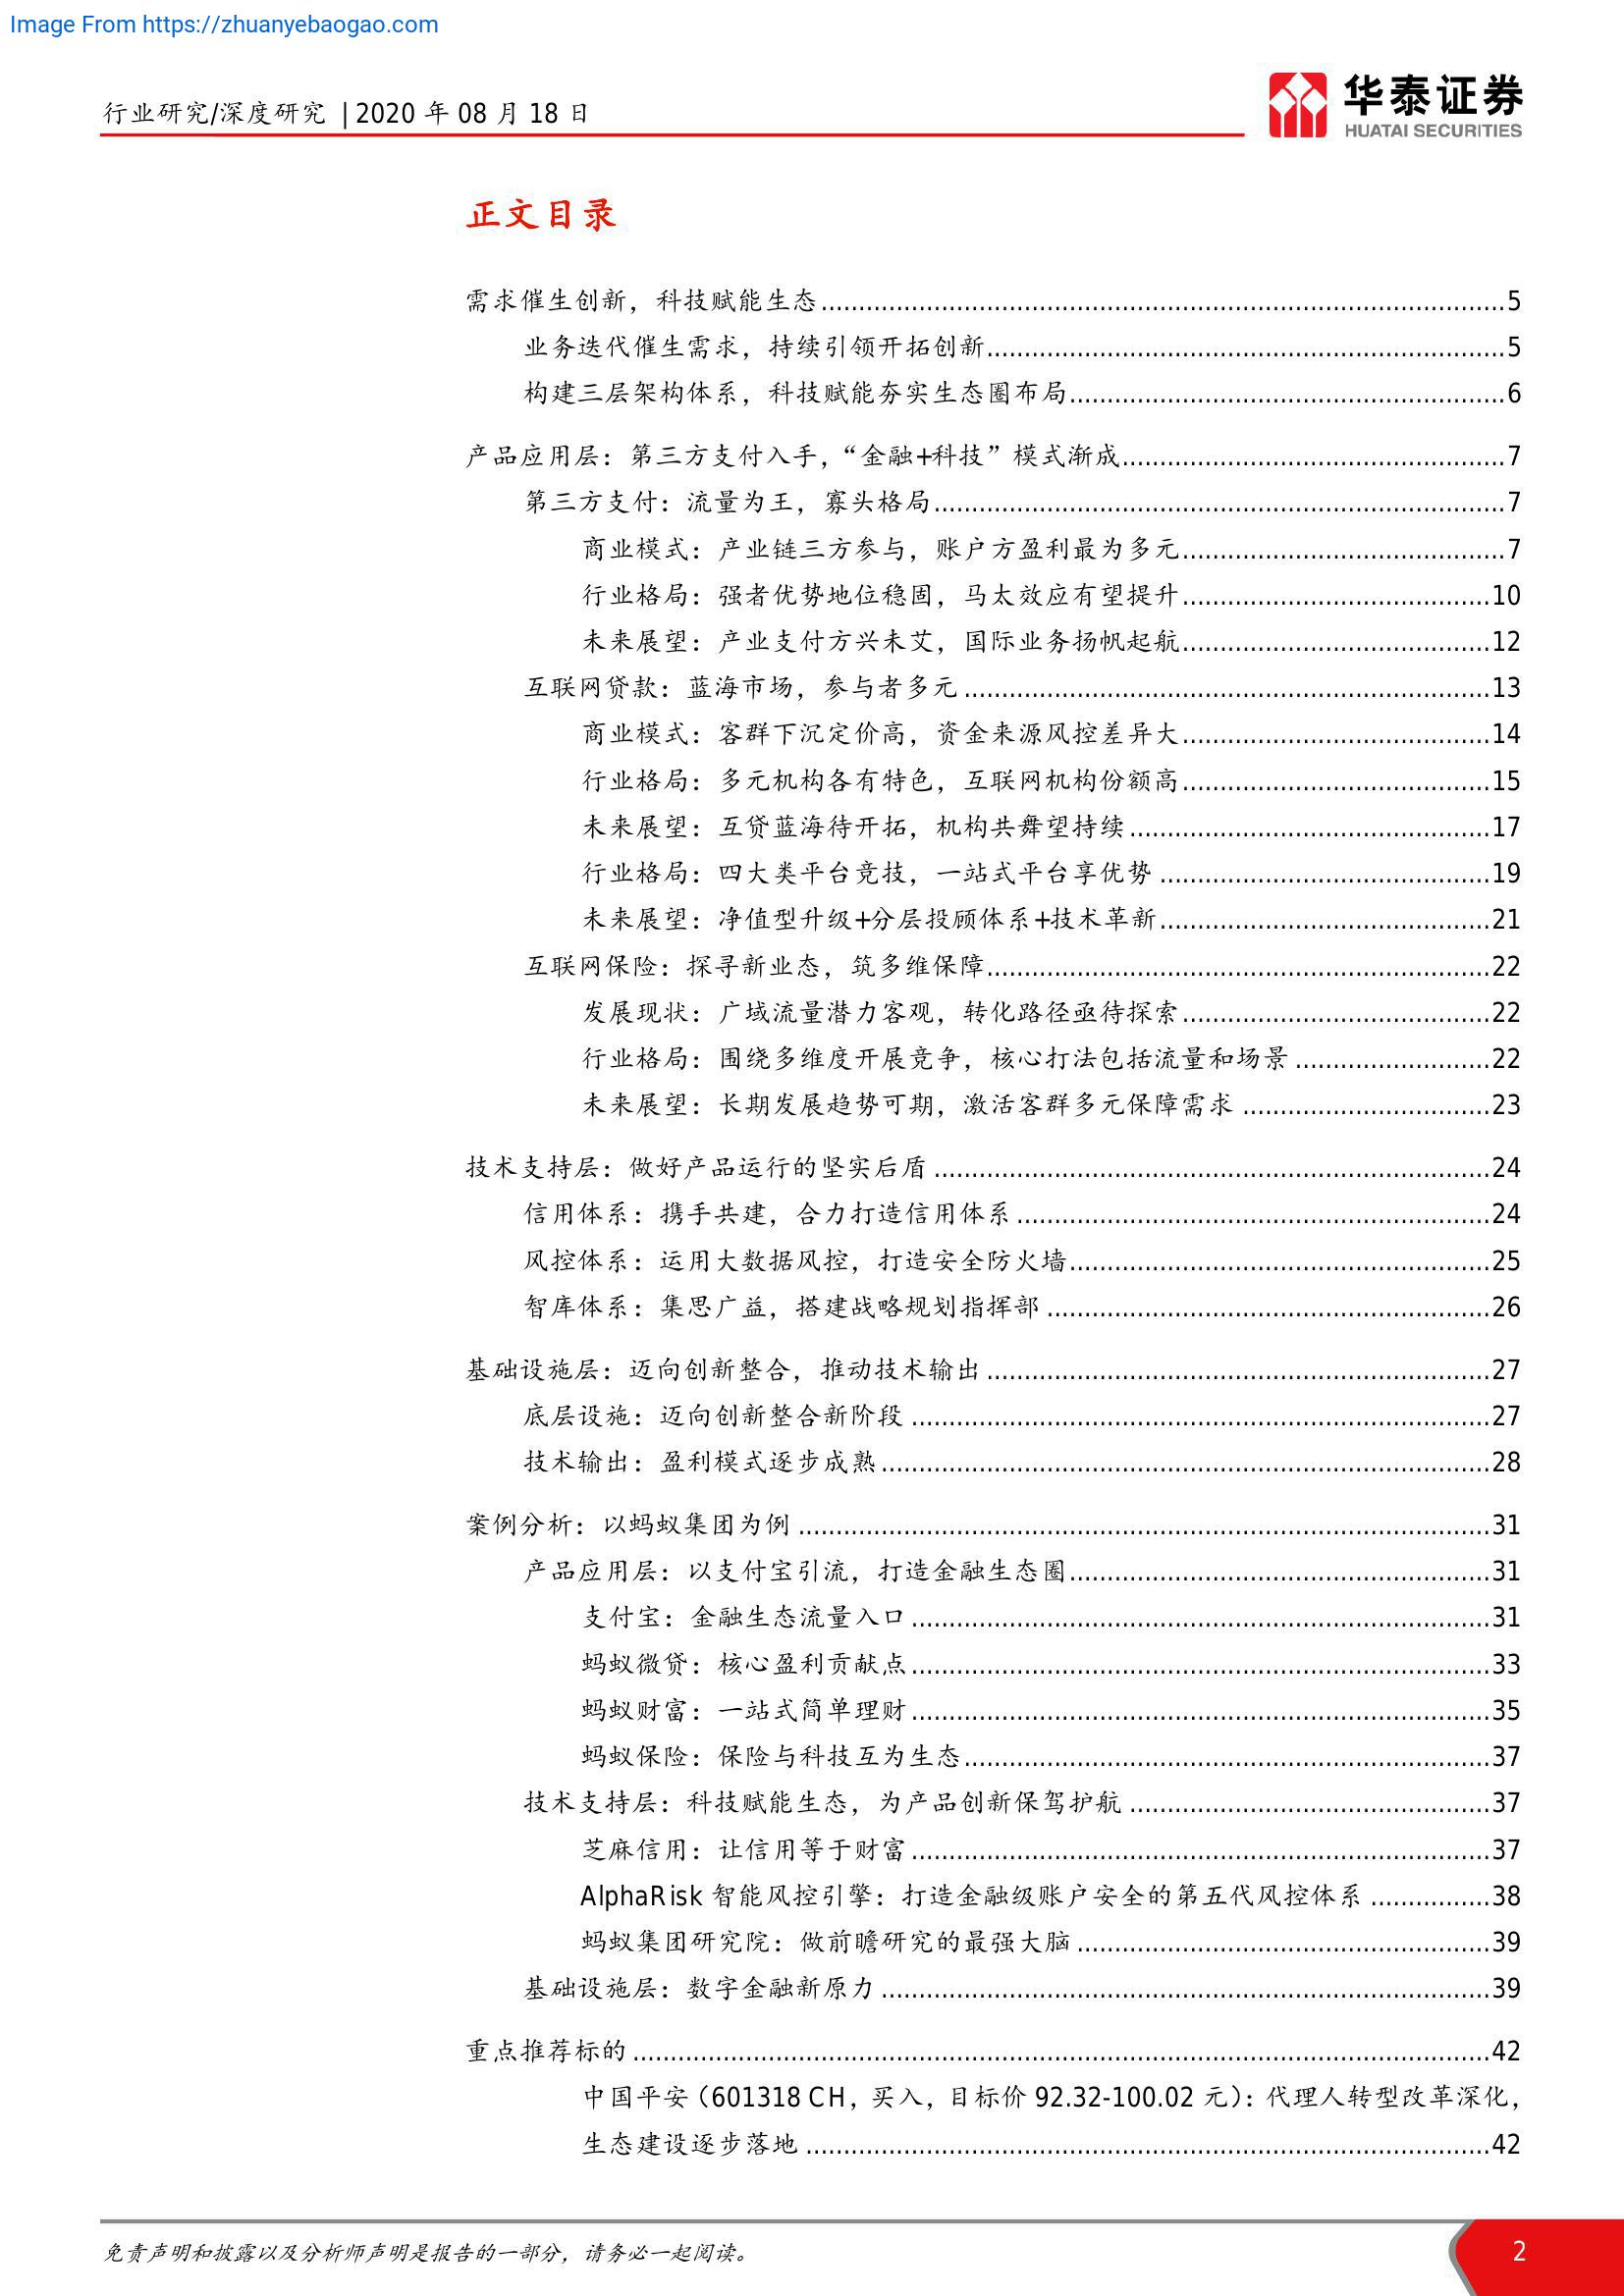 Image From https://zhuanyebaogao.com
行业研究/深度研究 | 2020 年 08 月 18 日
华泰证券
HUATAI SECURITIES
正文目录
需求催生创新，科技赋能生态........5
业务迭代催生需求，持续引领开拓创新........5
构建三层架构体系，科技赋能夯实生态圈布局........6
产品应用层：第三方支付入手，“金融+科技”模式渐成........7
第三方支付：流量为王，寡头格局........7
商业模式：产业链三方参与，账户方盈利最为多元........7
行业格局：强者优势地位稳固，马太效应有望提升........10
未来展望：产业支付方兴未艾，国际业务扬帆起航........12
互联网贷款：蓝海市场，参与者多元........13
商业模式：客群下沉定价高，资金来源风控差异大........14
行业格局：多元机构各有特色，互联网机构份额高........15
未来展望：互贷蓝海待开拓，机构共舞望持续........17
行业格局：四大类平台竞技，一站式平台享优势........19
未来展望：净值型升级+分层投顾体系+技术革新........21
互联网保险：探寻新业态，筑多维保障........22
发展现状：广域流量潜力客观，转化路径亟待探索........22
行业格局：围绕多维度开展竞争，核心打法包括流量和场景........22
未来展望：长期发展趋势可期，激活客群多元保障需求........23
技术支持层：做好产品运行的坚实后盾........24
信用体系：携手共建，合力打造信用体系........24
风控体系：运用大数据风控，打造安全防火墙........25
智库体系：集思广益，搭建战略规划指挥部........26
基础设施层：迈向创新整合，推动技术输出........27
底层设施：迈向创新整合新阶段........27
技术输出：盈利模式逐步成熟........28
案例分析：以蚂蚁集团为例........31
产品应用层：以支付宝引流，打造金融生态圈........31
支付宝：金融生态流量入口........31
蚂蚁微贷：核心盈利贡献点........33
蚂蚁财富：一站式简单理财........35
蚂蚁保险：保险与科技互为生态........37
技术支持层：科技赋能生态，为产品创新保驾护航........37
芝麻信用：让信用等于财富........37
AlphaRisk 智能风控引擎：打造金融级账户安全的第五代风控体系........38
蚂蚁集团研究院：做前瞻研究的最强大脑........39
基础设施层：数字金融新原力........39
重点推荐标的........42
中国平安（601318 CH，买入，目标价 92.32-100.02 元）：代理人转型改革深化，
生态建设逐步落地........42
免责声明和披露以及分析师声明是报告的一部分，请务必一起阅读。
2